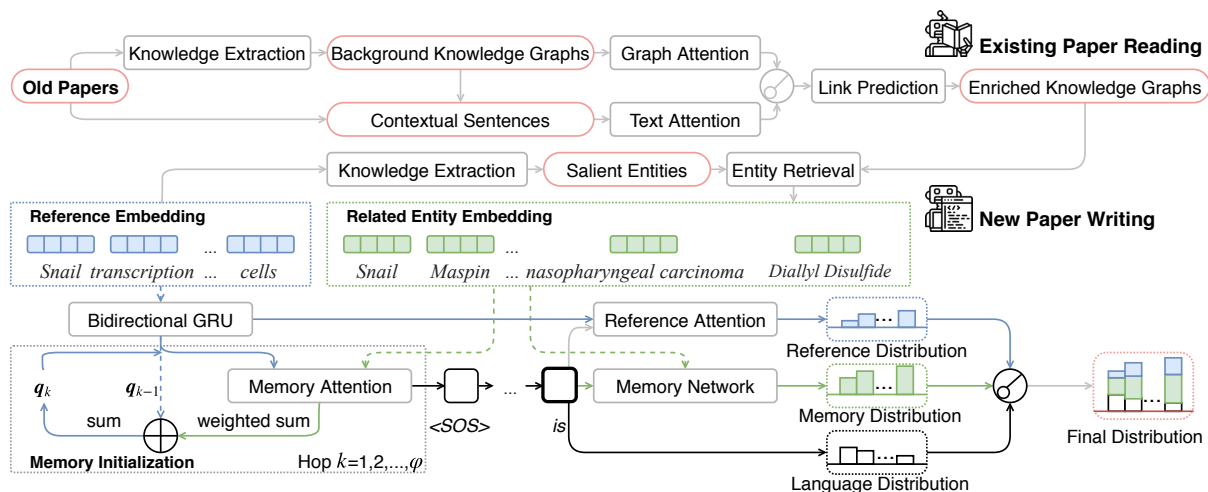 Knowledge Extraction
Background Knowledge Graphs
Graph Attention
Existing Paper Reading
Old Papers
Link Prediction
Enriched Knowledge Graphs
Contextual Sentences
Text Attention
Knowledge Extraction
Salient Entities
Entity Retrieval
New Paper Writing
Reference Embedding
Snail transcription ... cells
Related Entity Embedding
Snail Maspin ... nasopharyngeal carcinoma Diallyl Disulfide
Bidirectional GRU
Reference Attention
Reference Distribution
q_k
q_{k-1}
Memory Attention
...
Memory Network
Memory Distribution
sum
weighted sum
<SOS>
is
Final Distribution
Memory Initialization
Hop k=1,2,...,φ
Language Distribution